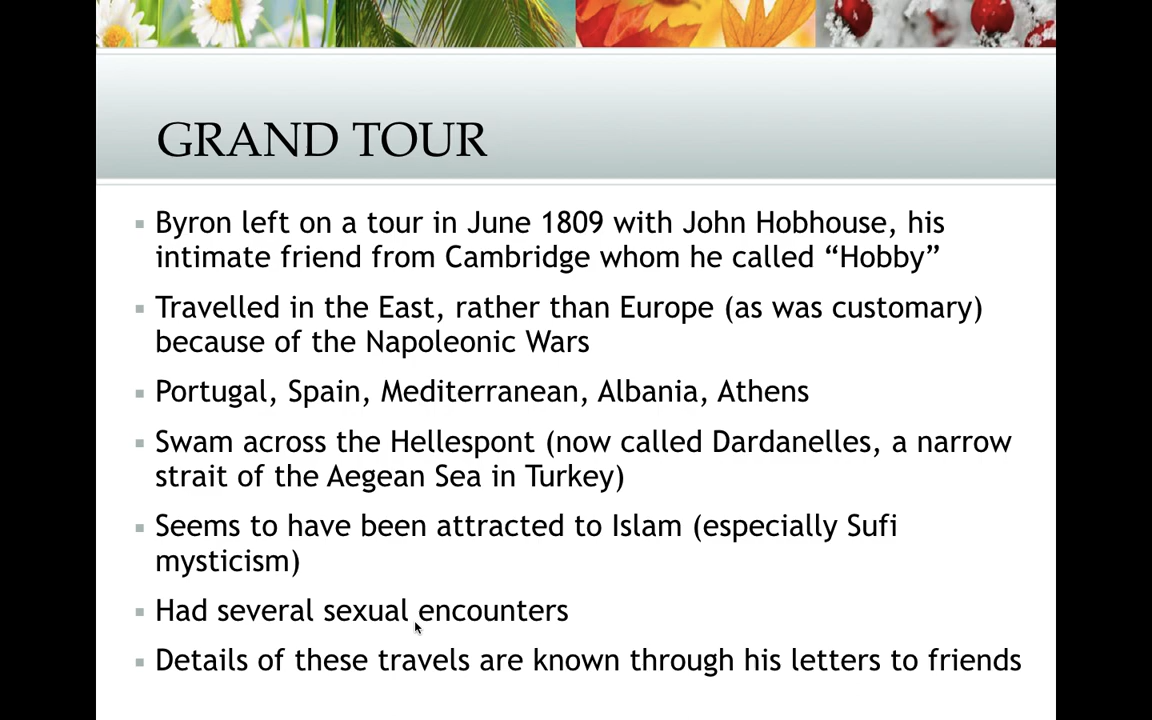 GRAND TOUR
Byron left on a tour in June 1809 with John Hobhouse, his
intimate friend from Cambridge whom he called “Hobby”
Travelled in the East, rather than Europe (as was customary)
because of the Napoleonic Wars
Portugal, Spain, Mediterranean, Albania, Athens
Swam across the Hellespont (now called Dardanelles, a narrow
strait of the Aegean Sea in Turkey)
Seems to have been attracted to Islam (especially Sufi
mysticism)
Had several sexual encounters
Details of these travels are known through his letters to friends